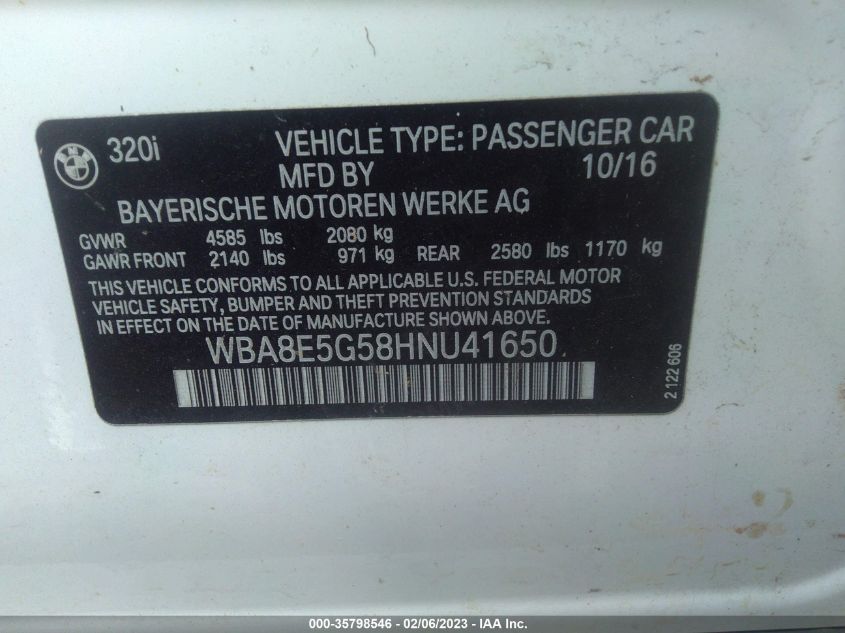 320i VEHICLE TYPE: PASSENGER CAR
MFD BY 10/16
BAYERISCHE MOTOREN WERKE AG
GVWR 4585 lbs 2080 kg
GAWR FRONT 2140 lbs 971 kg REAR 2580 lbs 1170 kg
THIS VEHICLE CONFORMS TO ALL APPLICABLE U.S. FEDERAL MOTOR
VEHICLE SAFETY, BUMPER AND THEFT PREVENTION STANDARDS
IN EFFECT ON THE DATE OF MANUFACTURE SHOWN ABOVE.
WBA8E5G58HNU41650
2 122 606
000-35798546 - 02/06/2023 - IAA Inc.